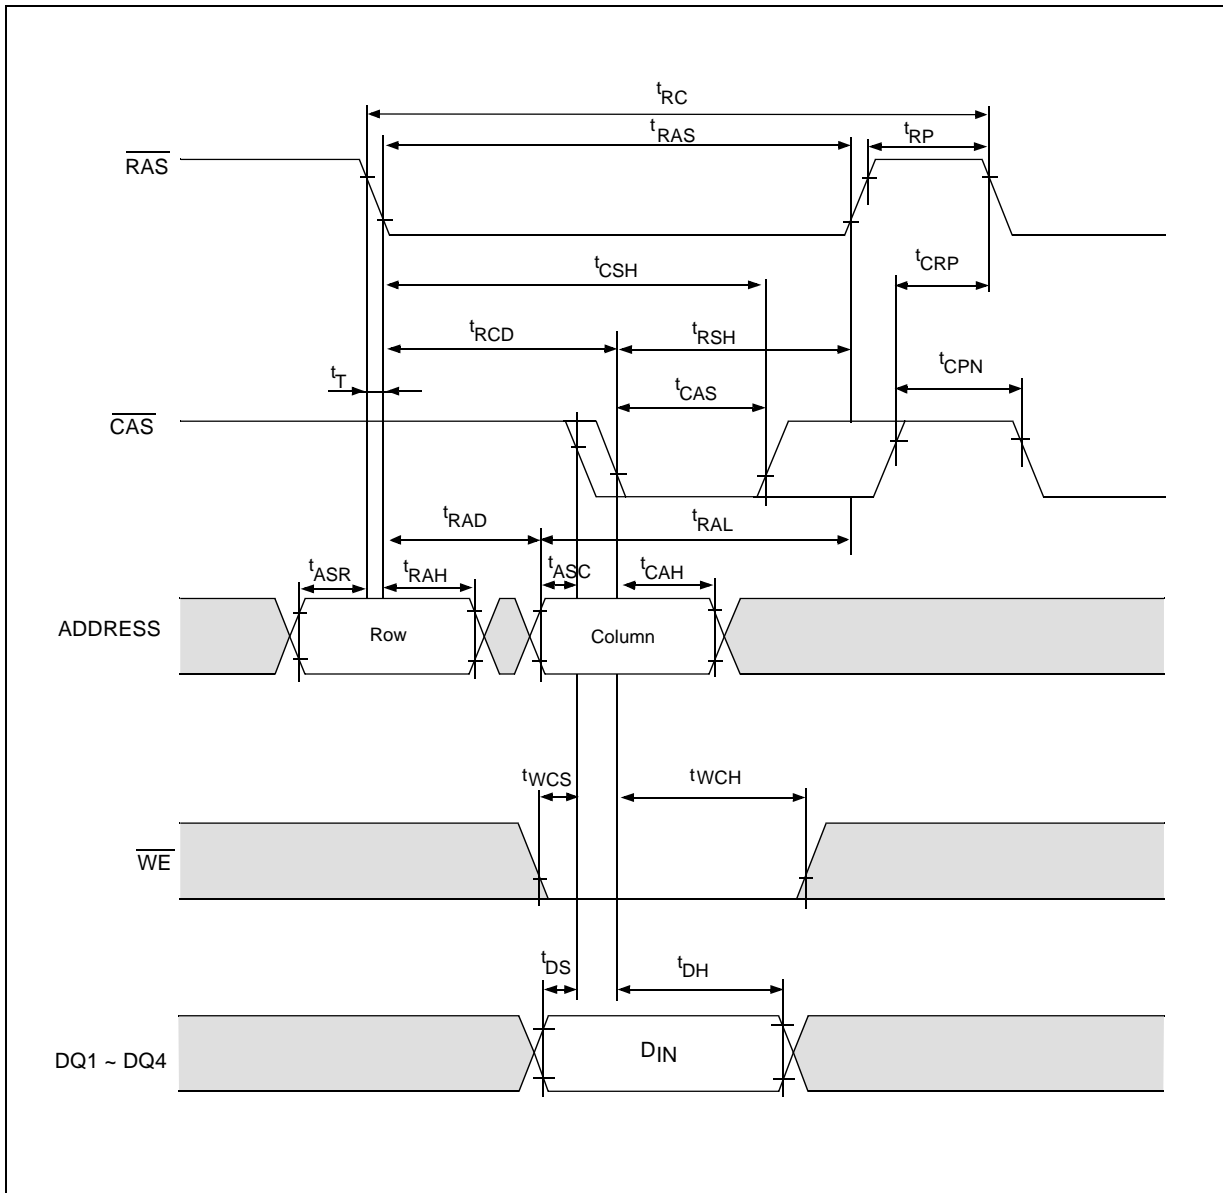 tRC
tRAS
tRP
RAS
tCSH
tCRP
tRCD
tRSH
tCPN
tT
tCAS
CAS
tRAD
tRAL
tASR
tRAH
tASC
tCAH
ADDRESS
Row
Column
tWCS
tWCH
WE
tDS
tDH
DQ1 ~ DQ4
DIN